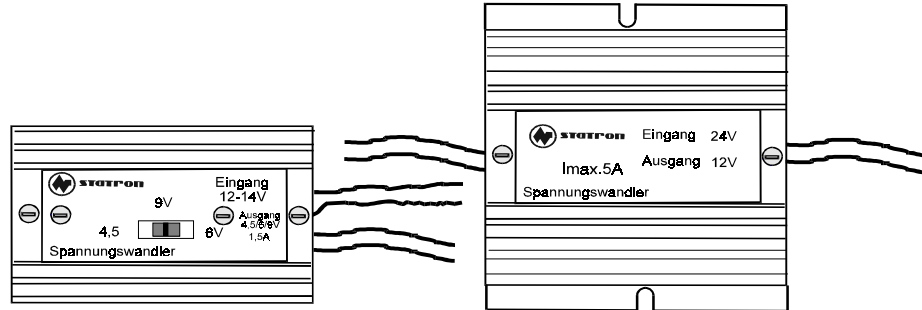 STATRON
Eingang
12-14V
9V
Ausgang
4,5/6/9V
1,5A
4,5
6V
Spannungswandler
STATRON Eingang 24V
Imax.5A Ausgang 12V
Spannungswandler